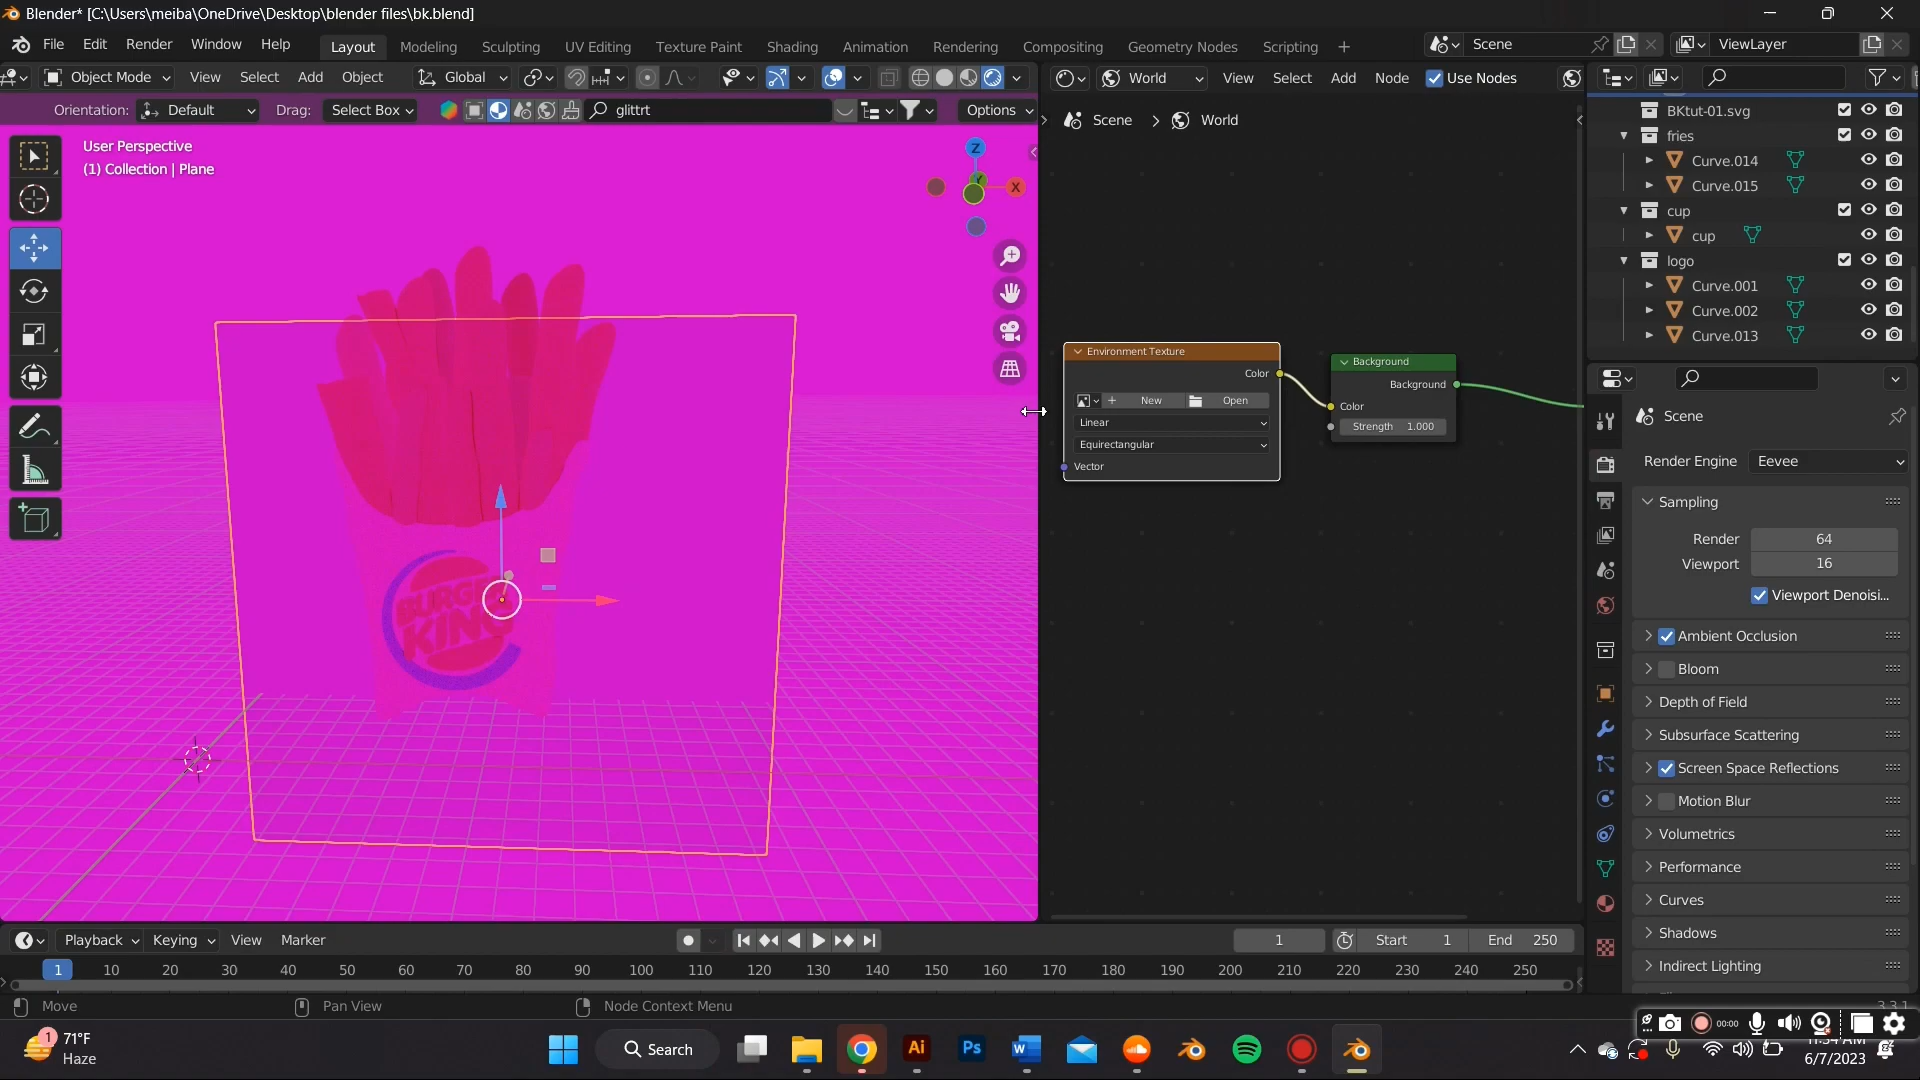 Blender* [C:\Users\meiba\OneDrive\Desktop\blender files\bk.blend]
File Edit Render Window Help Layout Modeling Sculpting UV Editing Texture Paint Shading Animation Rendering Compositing Geometry Nodes Scripting + Scene ViewLayer
Object Mode View Select Add Object Global World View Select Add Node Use Nodes
Orientation: Default Drag: Select Box glittrt Options
Scene > World
User Perspective
(1) Collection | Plane
Z
Y
X
BURG
KING
Environment Texture
Color
New Open
Linear
Equirectangular
Vector
Background
Background
Color
Strength 1.000
BKtut-01.svg
fries
Curve.014
Curve.015
cup
cup
logo
Curve.001
Curve.002
Curve.013
Scene
Render Engine Eevee
Sampling
Render 64
Viewport 16
Viewport Denoisi...
Ambient Occlusion
Bloom
Depth of Field
Subsurface Scattering
Screen Space Reflections
Motion Blur
Volumetrics
Performance
Curves
Shadows
Indirect Lighting
Playback Keying View Marker 1 Start 1 End 250
1 10 20 30 40 50 60 70 80 90 100 110 120 130 140 150 160 170 180 190 200 210 220 230 240 250
Move Pan View Node Context Menu
00:00
1
71°F
Haze
Search
Ai
Ps
W
6/7/2023